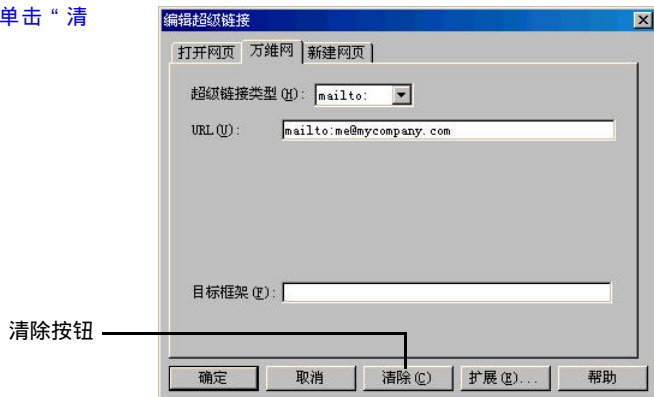 单击“清
编辑超级链接
打开网页 万维网 新建网页
超级链接类型(H): mailto:
URL(U): mailto:me@mycompany.com
目标框架(F):
清除按钮
确定 取消 清除(C) 扩展(E)... 帮助